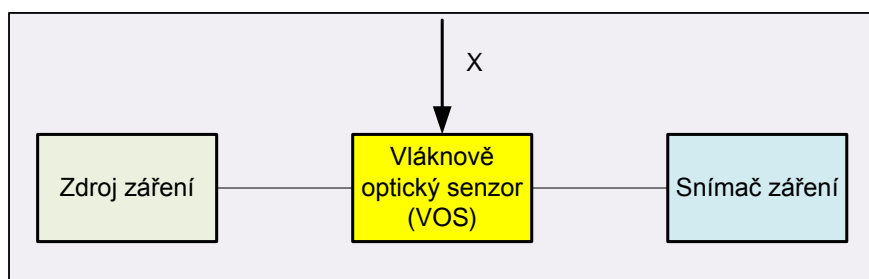 X
Zdroj záření
Vláknově
optický senzor
(VOS)
Snímač záření